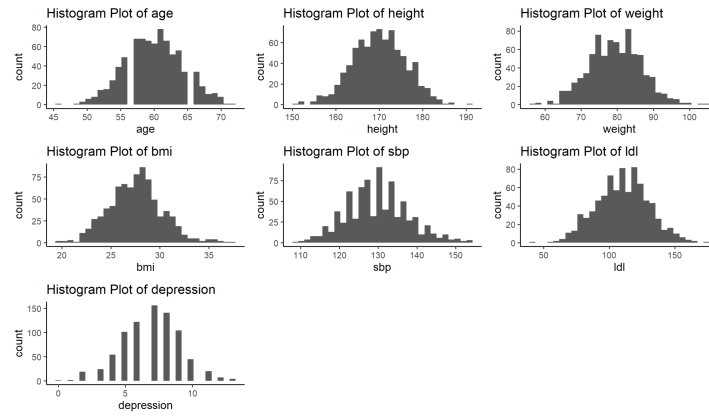 Histogram Plot of age
count
80
60
40
20
0
45 50 55 60 65 70
age
Histogram Plot of height
count
60
40
20
0
150 160 170 180 190
height
Histogram Plot of weight
count
80
60
40
20
0
60 70 80 90 100
weight
Histogram Plot of bmi
count
75
50
25
0
20 25 30 35
bmi
Histogram Plot of sbp
count
75
50
25
0
110 120 130 140 150
sbp
Histogram Plot of ldl
count
80
60
40
20
0
50 100 150
ldl
Histogram Plot of depression
count
150
100
50
0
0 5 10
depression